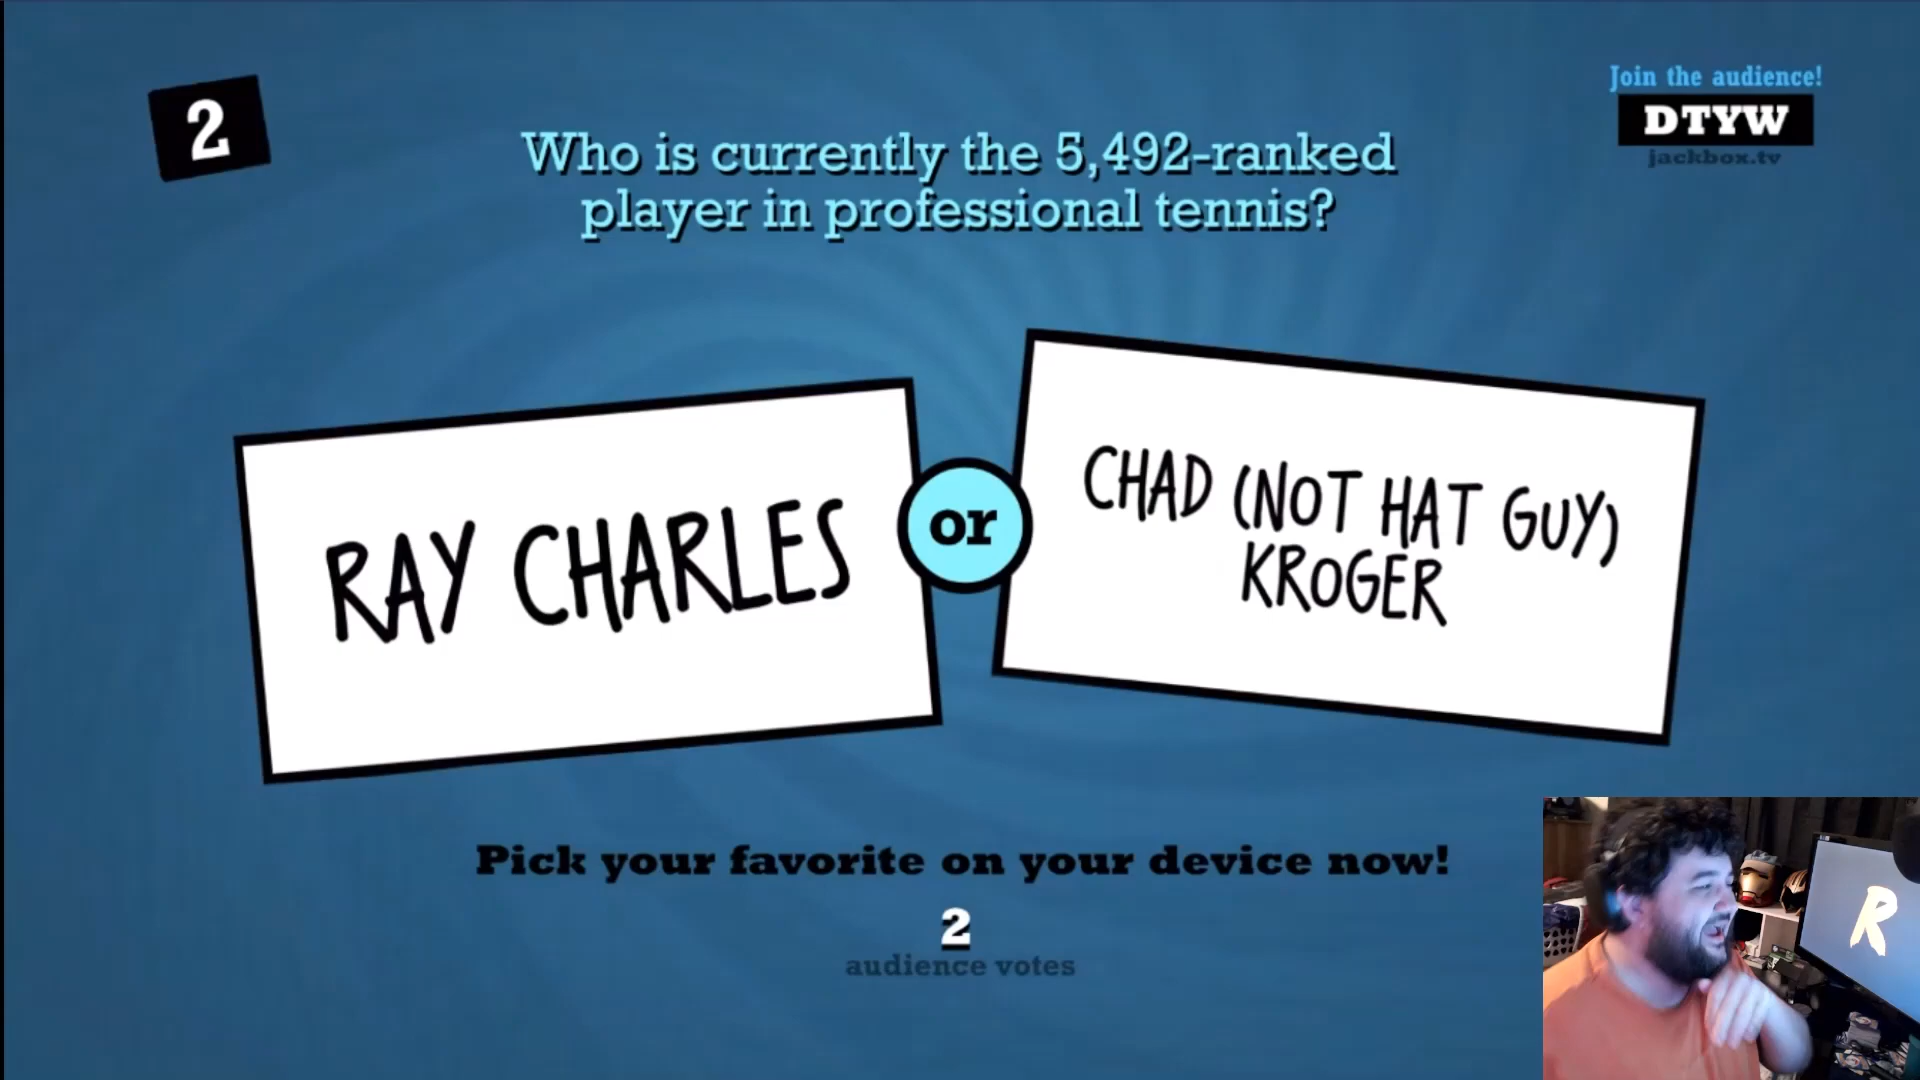 2
Join the audience!
DTYW
jackbox.tv
Who is currently the 5,492-ranked
player in professional tennis?
RAY CHARLES
or
CHAD (NOT HAT GUY)
KROGER
Pick your favorite on your device now!
2
audience votes
R